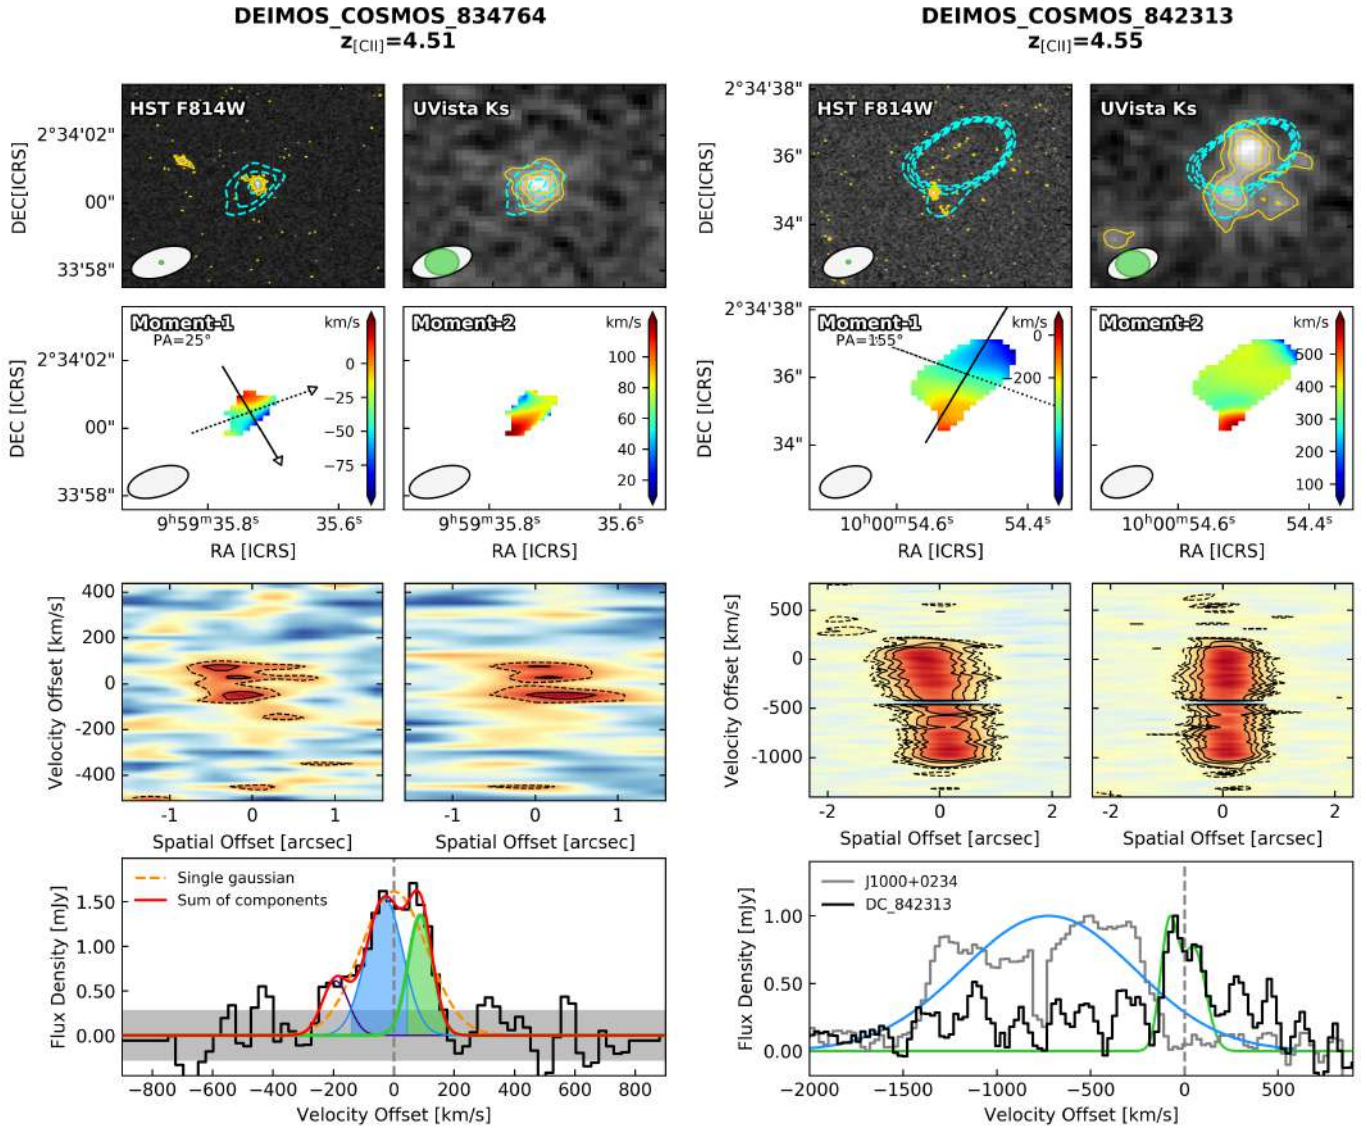 DEIMOS_COSMOS_834764
z[CII]=4.51
HST F814W
UVista Ks
DEC[ICRS]
2°34'02"
00"
33'58"
Moment-1
PA=25°
km/s
0
−25
−50
−75
Moment-2
km/s
100
80
60
40
20
DEC [ICRS]
2°34'02"
00"
33'58"
9h59m35.8s
35.6s
RA [ICRS]
Velocity Offset [km/s]
400
200
0
-200
-400
-1
0
1
-1
0
1
Spatial Offset [arcsec]
Spatial Offset [arcsec]
Single gaussian
Sum of components
Flux Density [mJy]
1.50
1.00
0.50
0.00
−800
−600
−400
−200
0
200
400
600
800
Velocity Offset [km/s]
DEIMOS_COSMOS_842313
z[CII]=4.55
HST F814W
UVista Ks
DEC[ICRS]
2°34'38"
36"
34"
Moment-1
PA=155°
km/s
0
−200
−400
−600
Moment-2
km/s
500
400
300
200
100
DEC [ICRS]
2°34'38"
36"
34"
10h00m54.6s
54.4s
10h00m54.6s
54.4s
RA [ICRS]
RA [ICRS]
Velocity Offset [km/s]
500
0
-500
-1000
-2
0
2
-2
0
2
Spatial Offset [arcsec]
Spatial Offset [arcsec]
J1000+0234
DC_842313
Flux Density [mJy]
1.00
0.50
0.00
−2000
−1500
−1000
−500
0
500
Velocity Offset [km/s]